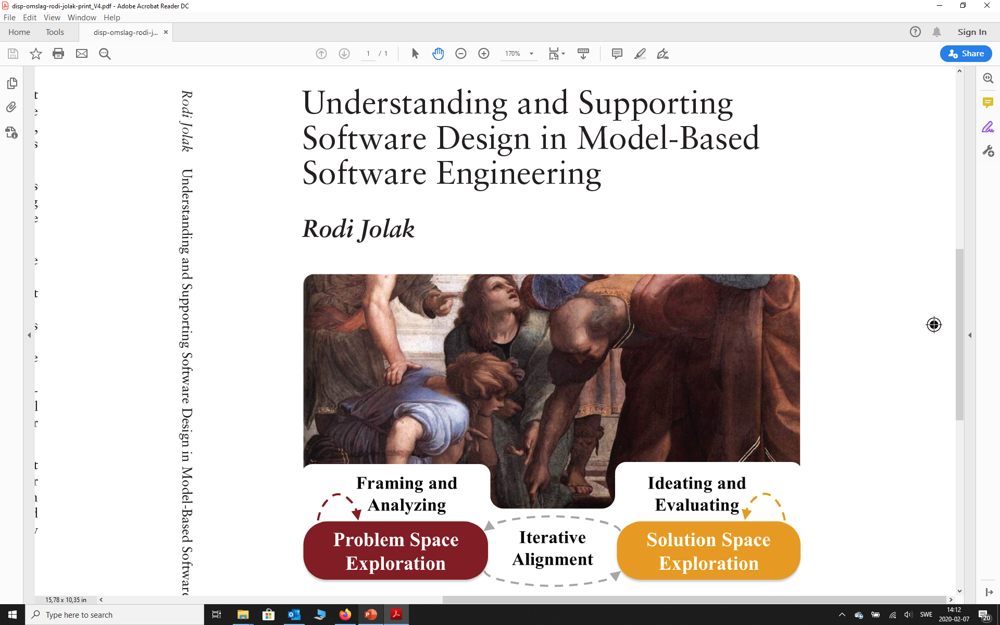 disp-omslag-rodi-jolak-print_V4.pdf - Adobe Acrobat Reader DC
File Edit View Window Help
Home Tools disp-omslag-rodi-j... ×
? Sign In
1 / 1 170% Share
t
e
,
s
s
g
e
e
t
s
e
-
l
r
t
r
d
y
Rodi Jolak Understanding and Supporting Software Design in Model-Based Software
Understanding and Supporting
Software Design in Model-Based
Software Engineering
Rodi Jolak
Framing and
Analyzing
Ideating and
Evaluating
Problem Space
Exploration
Iterative
Alignment
Solution Space
Exploration
15,78 x 10,35 in
Type here to search
SWE
14:12
2020-02-07
20